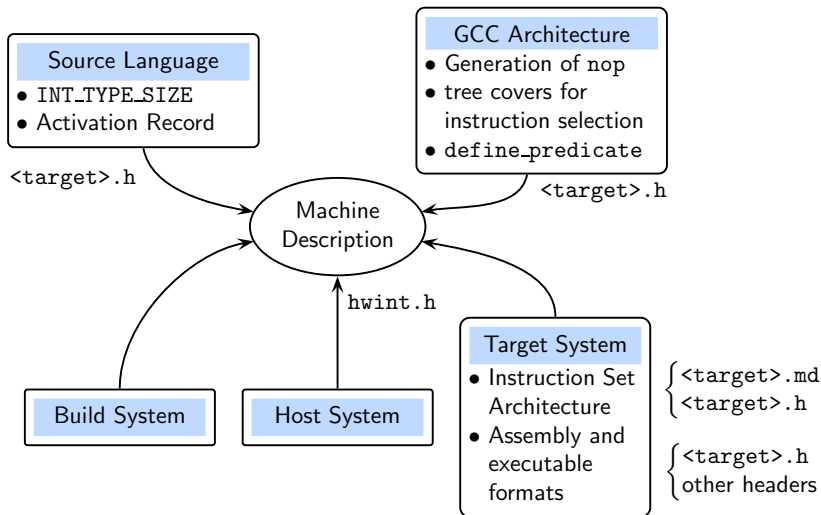 Source Language
• INT_TYPE_SIZE
• Activation Record
<target>.h
GCC Architecture
• Generation of nop
• tree covers for
instruction selection
• define_predicate
<target>.h
Machine
Description
hwint.h
Build System
Host System
Target System
• Instruction Set
Architecture
• Assembly and
executable
formats
<target>.md
<target>.h
<target>.h
other headers